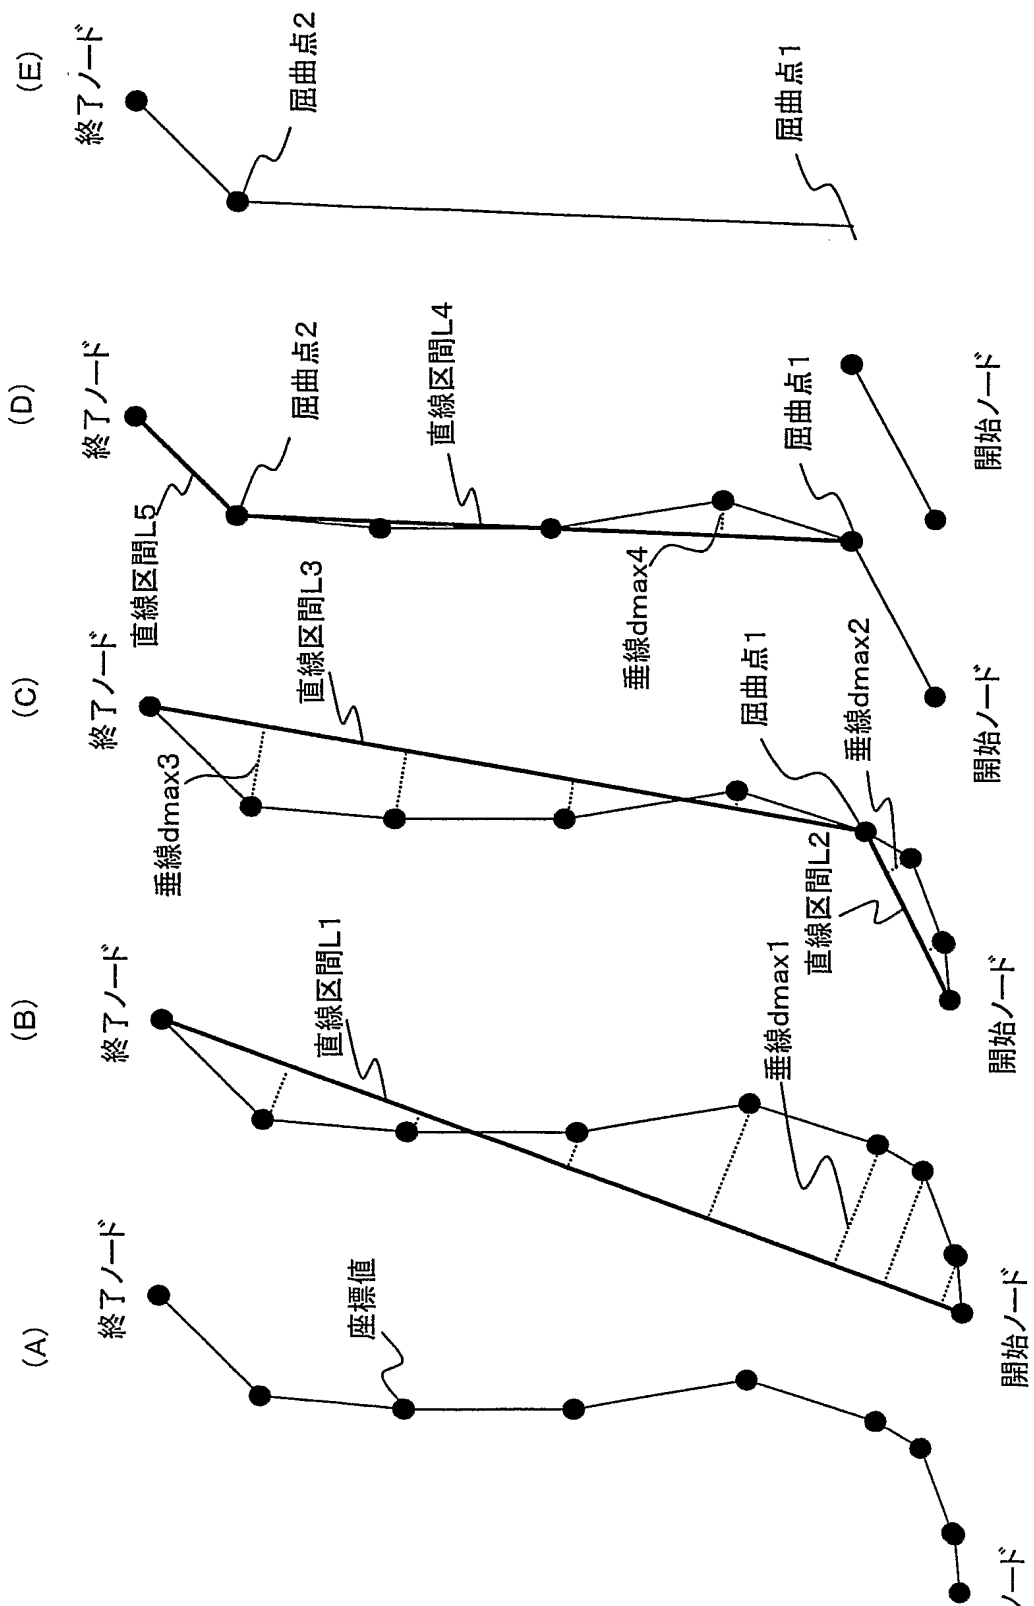 (A)
終了ノード
座標値
ノード
(B)
終了ノード
直線区間L1
垂線dmax1
開始ノード
(C)
終了ノード
垂線dmax3
直線区間L3
屈曲点1
垂線dmax2
直線区間L2
開始ノード
(D)
終了ノード
直線区間L5
屈曲点2
直線区間L4
垂線dmax4
屈曲点1
開始ノード
(E)
終了ノード
屈曲点2
屈曲点1
開始ノード